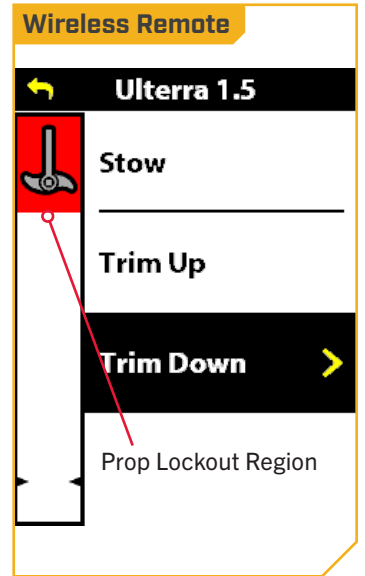 Wireless Remote
Ulterra 1.5
Stow
Trim Up
Trim Down
Prop Lockout Region